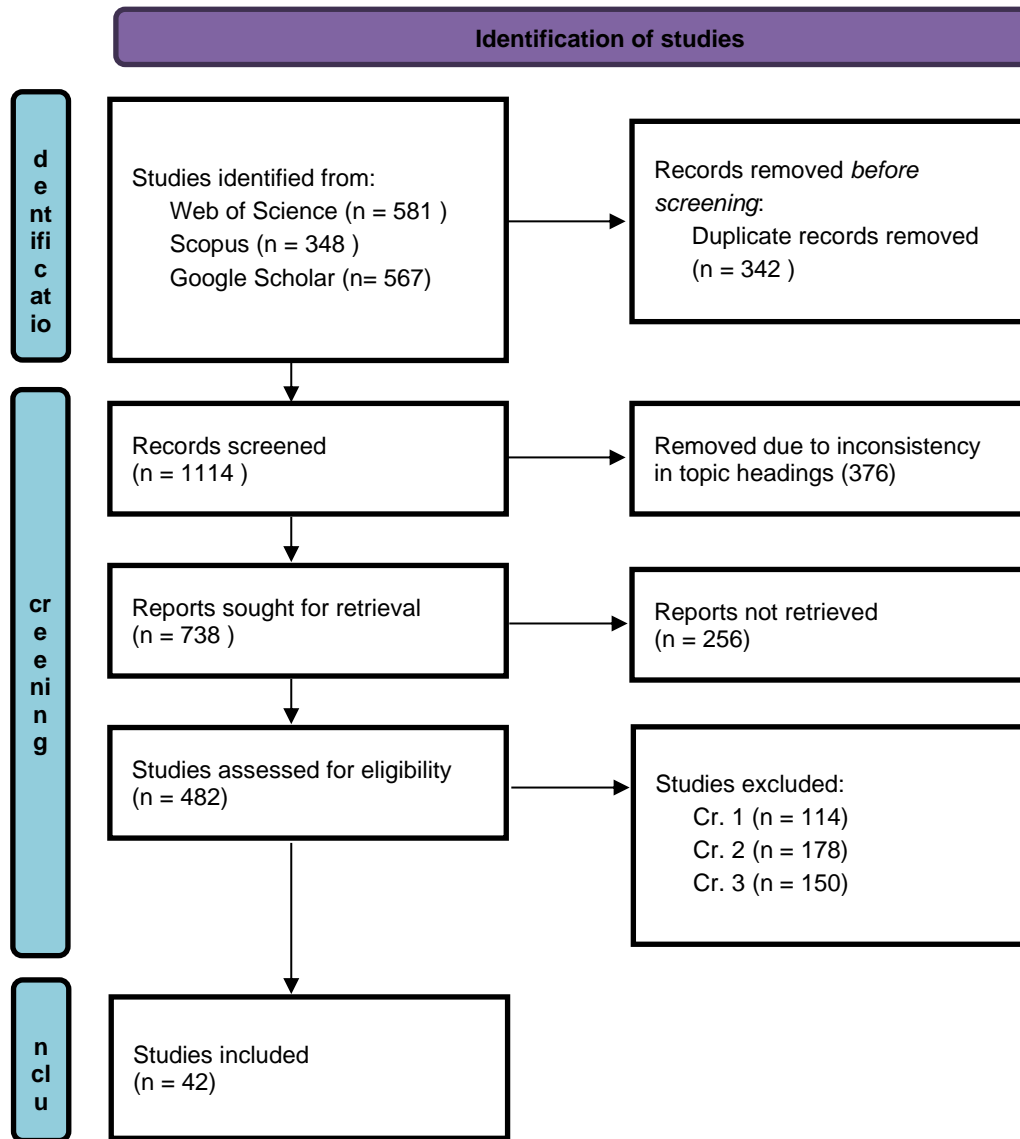 Identification of studies
d
e
nt
ifi
c
at
io
Studies identified from:
Web of Science (n = 581 )
Scopus (n = 348 )
Google Scholar (n= 567)
Records removed before
screening:
Duplicate records removed
(n = 342 )
cr
e
e
ni
n
g
Records screened
(n = 1114 )
Removed due to inconsistency
in topic headings (376)
Reports sought for retrieval
(n = 738 )
Reports not retrieved
(n = 256)
Studies assessed for eligibility
(n = 482)
Studies excluded:
Cr. 1 (n = 114)
Cr. 2 (n = 178)
Cr. 3 (n = 150)
n
cl
u
Studies included
(n = 42)